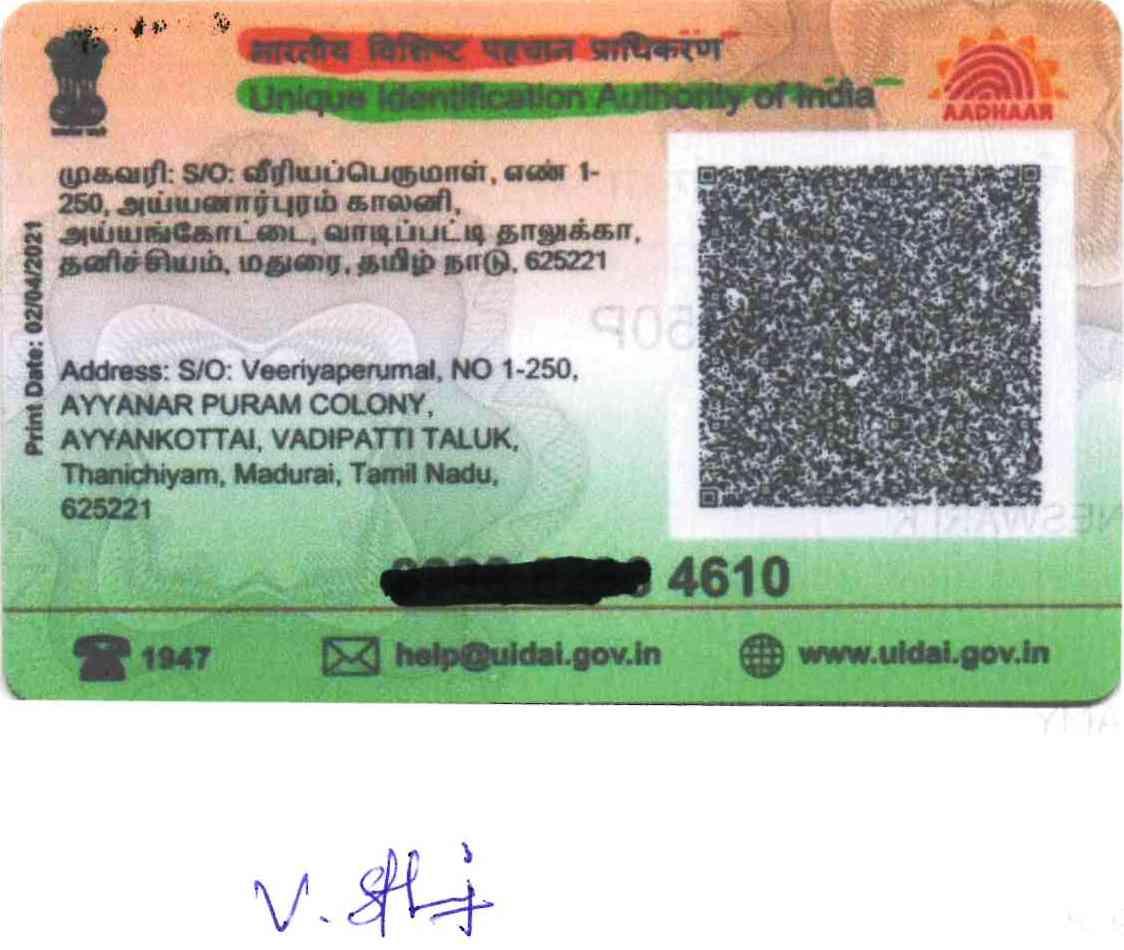 भारतीय विशिष्ट पहचान प्राधिकरण
Unique Identification Authority of India
AADHAAR
முகவரி: S/O: வீரியப்பெருமாள், எண் 1-
250, அய்யனார்புரம் காலனி,
அய்யங்கோட்டை, வாடிப்பட்டி தாலுக்கா,
தனிச்சியம், மதுரை, தமிழ் நாடு, 625221
Print Date: 02/04/2021
Address: S/O: Veeriyaperumal, NO 1-250,
AYYANAR PURAM COLONY,
AYYANKOTTAI, VADIPATTI TALUK,
Thanichiyam, Madurai, Tamil Nadu,
625221
4610
1947 help@uidai.gov.in www.uidai.gov.in
V.